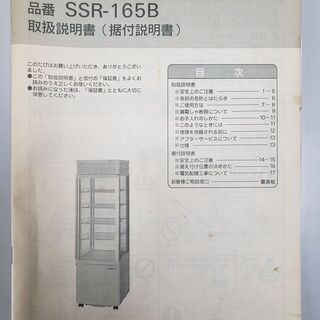 品番 SSR-165B
取扱説明書（据付説明書）
このたびはお買い上げいただき、ありがとうございました。
●この「取扱説明書」と添付の「保証書」をよくお読みのうえ正しくお使いください。
●お読みになった後は、「保証書」とともに大切に保管してください。
目 次
取扱説明書
■安全上のご注意 1～5
■各部の名称とはたらき 6
■ご使用方法 7～8
■漏電しゃ断器について 9
■お手入れのしかた 10～11
■このようなときには 11
■修理を依頼される前に 12
■アフターサービスについて 13
■仕様 13
据付説明書
■安全上のご注意 14～15
■据え付け位置の決めかた 16
■電気配線工事について 17
お客様ご相談窓口 裏表紙